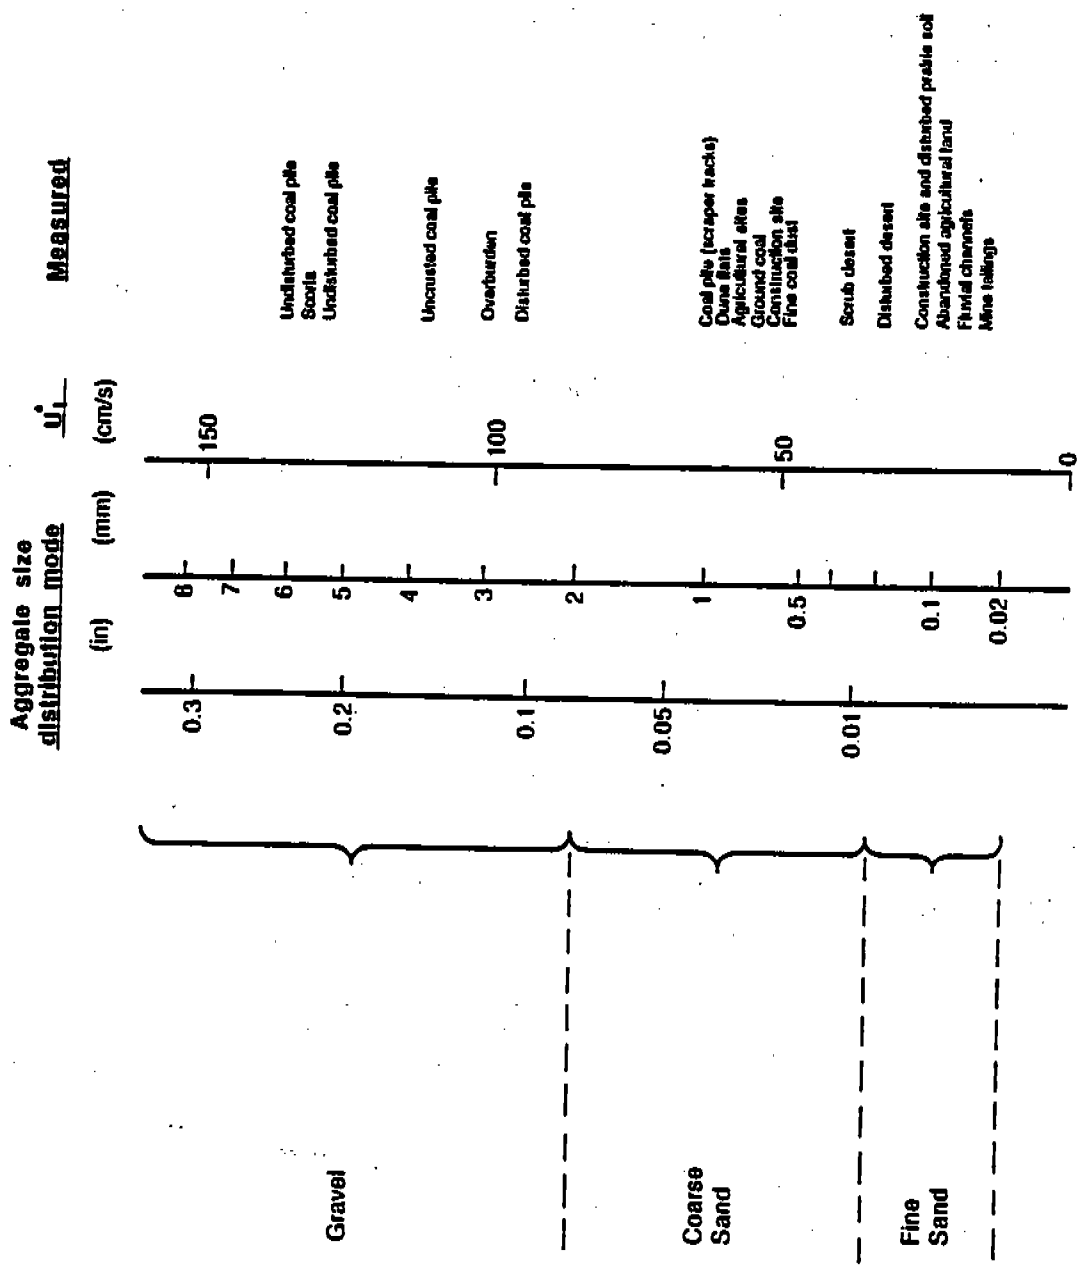 Aggregate size
distribution mode
(in)
(mm)
U*t
(cm/s)
Measured
Gravel
Coarse
Sand
Fine
Sand
0.3
0.2
0.1
0.05
0.01
8
7
6
5
4
3
2
1
0.5
0.1
0.02
150
100
50
0
Undisturbed coal pile
Scoria
Undisturbed coal pile
Uncrusted coal pile
Overburden
Disturbed coal pile
Coal pile (scraper tracks)
Dune flats
Agricultural sites
Ground coal
Construction site
Fine coal dust
Scrub desert
Disturbed desert
Construction site and disturbed prairie soil
Abandoned agricultural land
Fluvial channels
Mine tailings